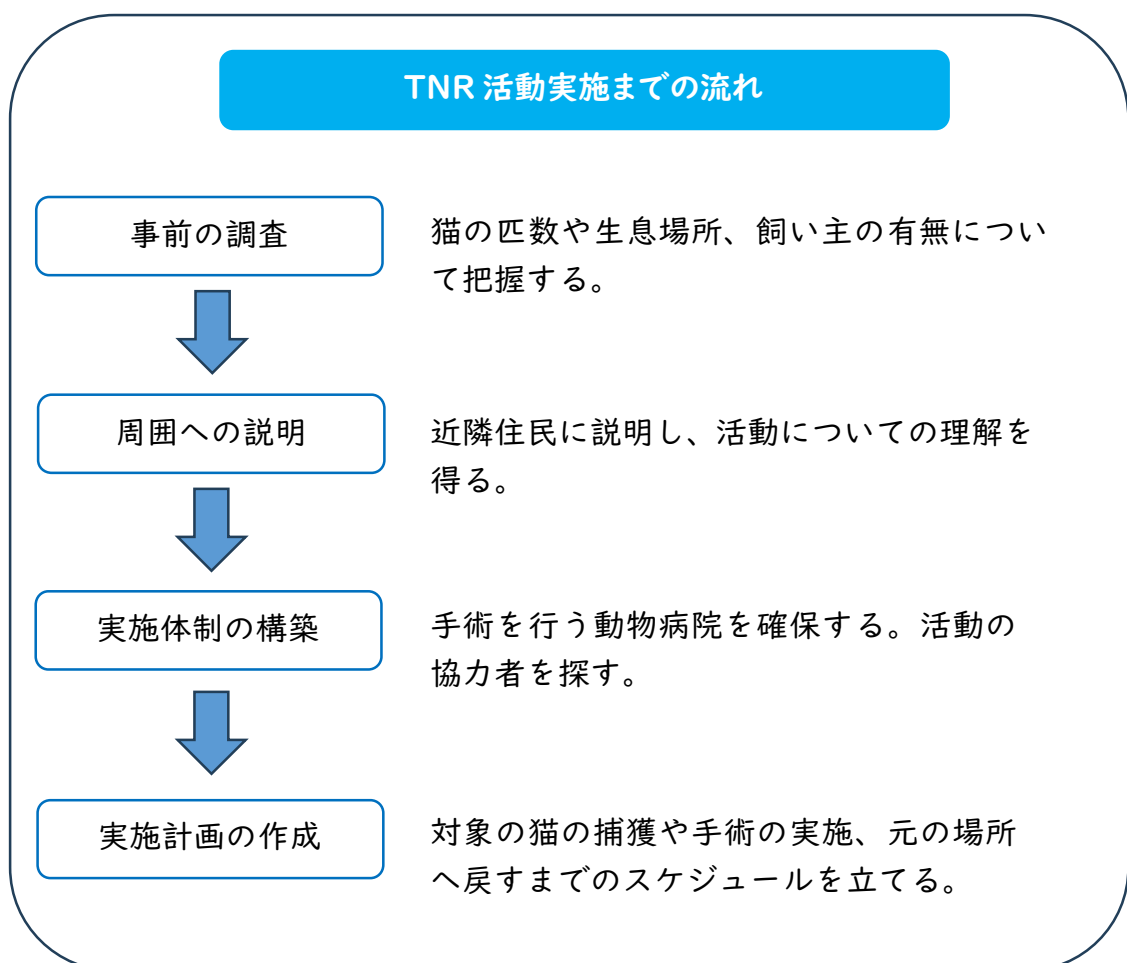 TNR 活動実施までの流れ
事前の調査
猫の匹数や生息場所、飼い主の有無につい
て把握する。
周囲への説明
近隣住民に説明し、活動についての理解を
得る。
実施体制の構築
手術を行う動物病院を確保する。活動の
協力者を探す。
実施計画の作成
対象の猫の捕獲や手術の実施、元の場所
へ戻すまでのスケジュールを立てる。